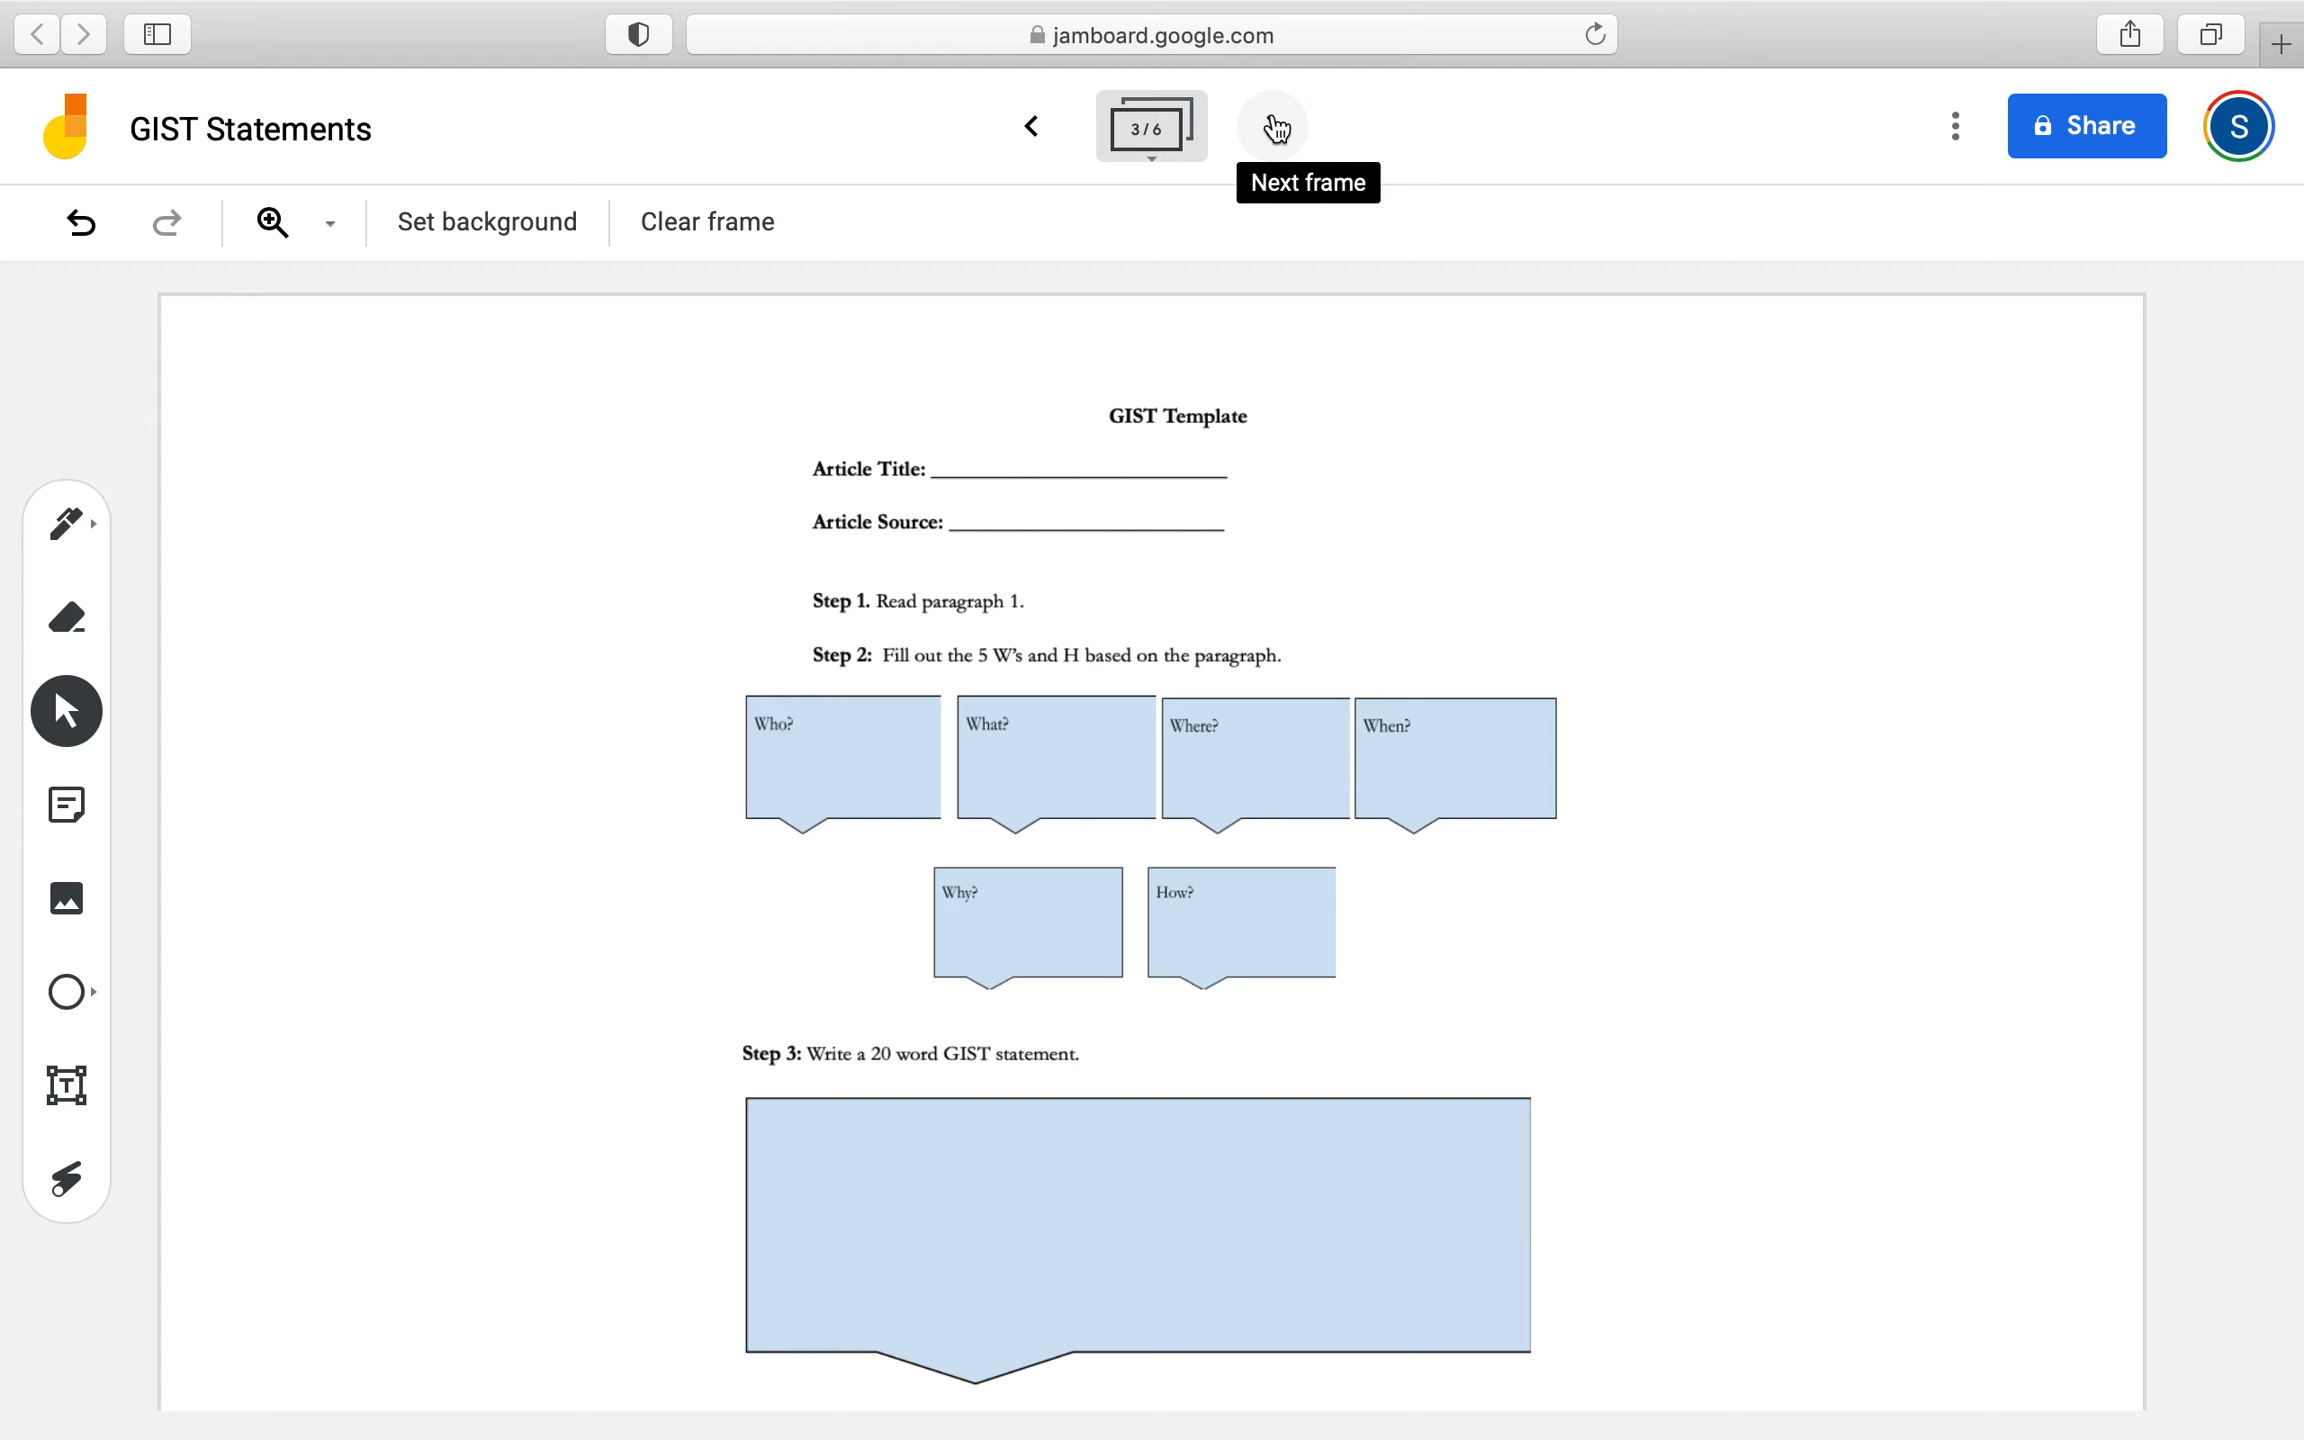 jamboard.google.com
GIST Statements
3 / 6
Share
S
Next frame
Set background
Clear frame
GIST Template
Article Title: ____________________________
Article Source: __________________________
Step 1. Read paragraph 1.
Step 2: Fill out the 5 W's and H based on the paragraph.
Who?
What?
Where?
When?
Why?
How?
Step 3: Write a 20 word GIST statement.